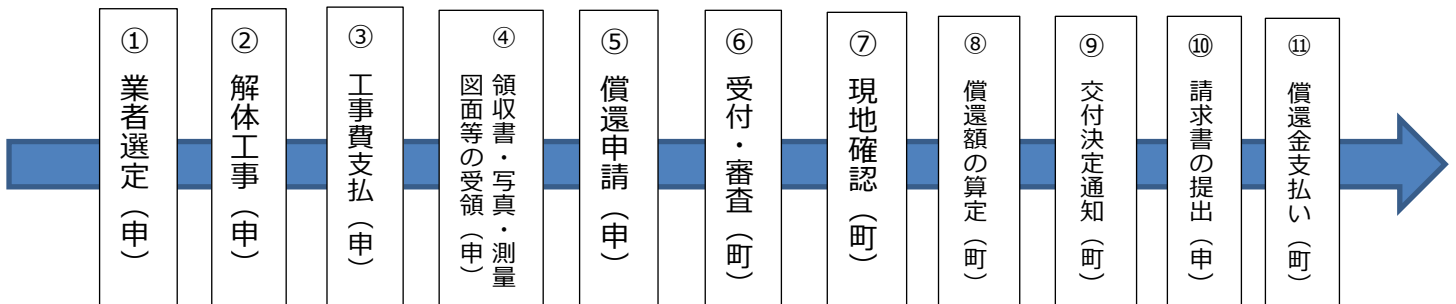 ① 業者選定（申）
② 解体工事（申）
③ 工事費支払（申）
④ 領収書・写真・測量
図面等の受領（申）
⑤ 償還申請（申）
⑥ 受付・審査（町）
⑦ 現地確認（町）
⑧ 償還額の算定（町）
⑨ 交付決定通知（町）
⑩ 請求書の提出（申）
⑪ 償還金支払い（町）